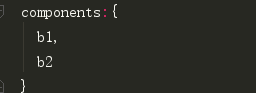 components:{
b1,
b2
}